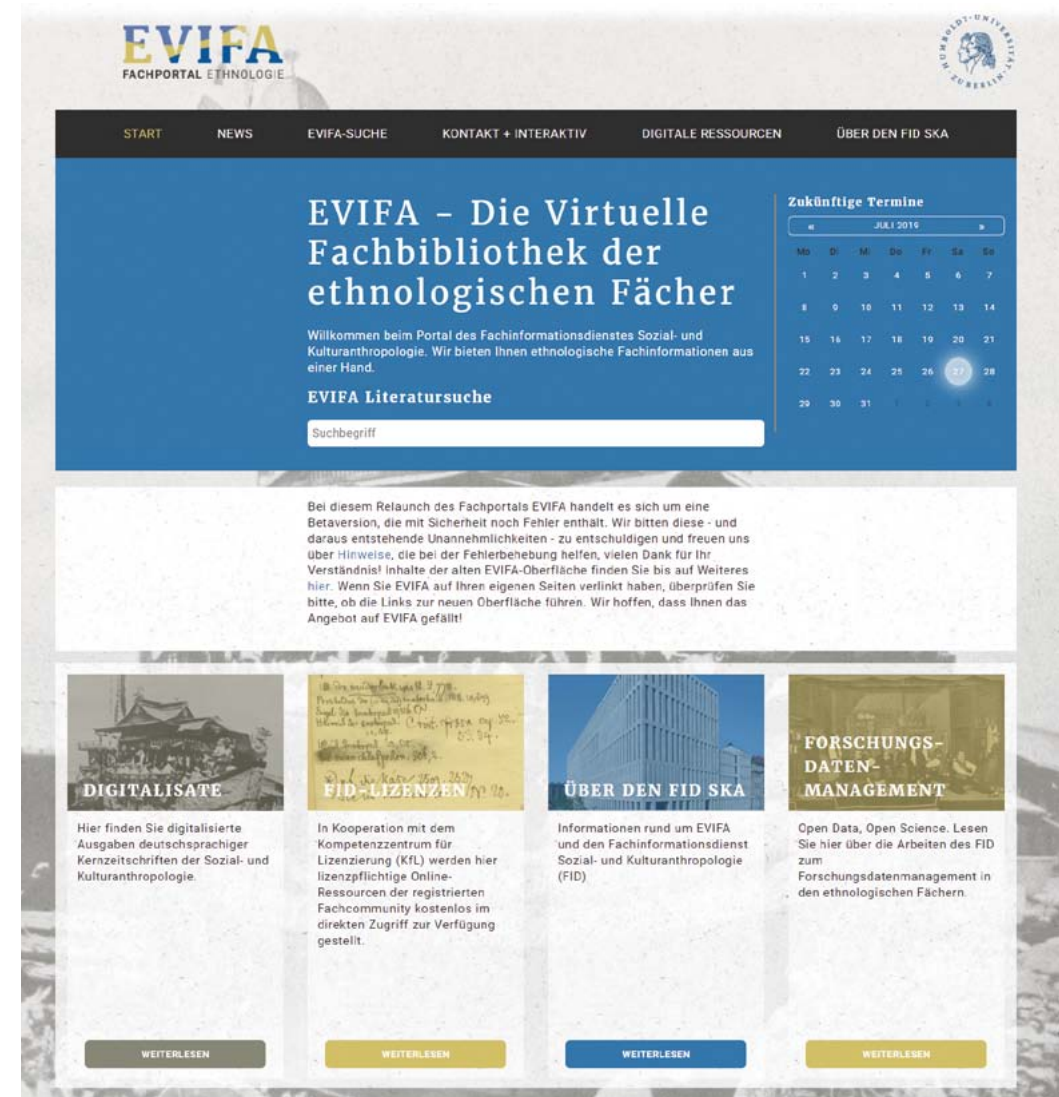 EVIFA
FACHPORTAL ETHNOLOGIE
HUMBOLDT-UNIVERSITÄT · ZU BERLIN ·
START
NEWS
EVIFA-SUCHE
KONTAKT + INTERAKTIV
DIGITALE RESSOURCEN
ÜBER DEN FID SKA
EVIFA – Die Virtuelle
Fachbibliothek der
ethnologischen Fächer
Willkommen beim Portal des Fachinformationsdienstes Sozial- und
Kulturanthropologie. Wir bieten Ihnen ethnologische Fachinformationen aus
einer Hand.
EVIFA Literatursuche
Suchbegriff
Zukünftige Termine
« JULI 2019 »
Mo Di Mi Do Fr Sa So
1 2 3 4 5 6 7
8 9 10 11 12 13 14
15 16 17 18 19 20 21
22 23 24 25 26 27 28
29 30 31 1 2 3 4
Bei diesem Relaunch des Fachportals EVIFA handelt es sich um eine
Betaversion, die mit Sicherheit noch Fehler enthält. Wir bitten diese - und
daraus entstehende Unannehmlichkeiten - zu entschuldigen und freuen uns
über Hinweise, die bei der Fehlerbehebung helfen, vielen Dank für Ihr
Verständnis! Inhalte der alten EVIFA-Oberfläche finden Sie bis auf Weiteres
hier. Wenn Sie EVIFA auf Ihren eigenen Seiten verlinkt haben, überprüfen Sie
bitte, ob die Links zur neuen Oberfläche führen. Wir hoffen, dass Ihnen das
Angebot auf EVIFA gefällt!
DIGITALISATE
Hier finden Sie digitalisierte
Ausgaben deutschsprachiger
Kernzeitschriften der Sozial- und
Kulturanthropologie.
WEITERLESEN
FID-LIZENZEN
In Kooperation mit dem
Kompetenzzentrum für
Lizenzierung (KfL) werden hier
lizenzpflichtige Online-
Ressourcen der registrierten
Fachcommunity kostenlos im
direkten Zugriff zur Verfügung
gestellt.
WEITERLESEN
ÜBER DEN FID SKA
Informationen rund um EVIFA
und den Fachinformationsdienst
Sozial- und Kulturanthropologie
(FID)
WEITERLESEN
FORSCHUNGS-
DATEN-
MANAGEMENT
Open Data, Open Science. Lesen
Sie hier über die Arbeiten des FID
zum
Forschungsdatenmanagement in
den ethnologischen Fächern.
WEITERLESEN